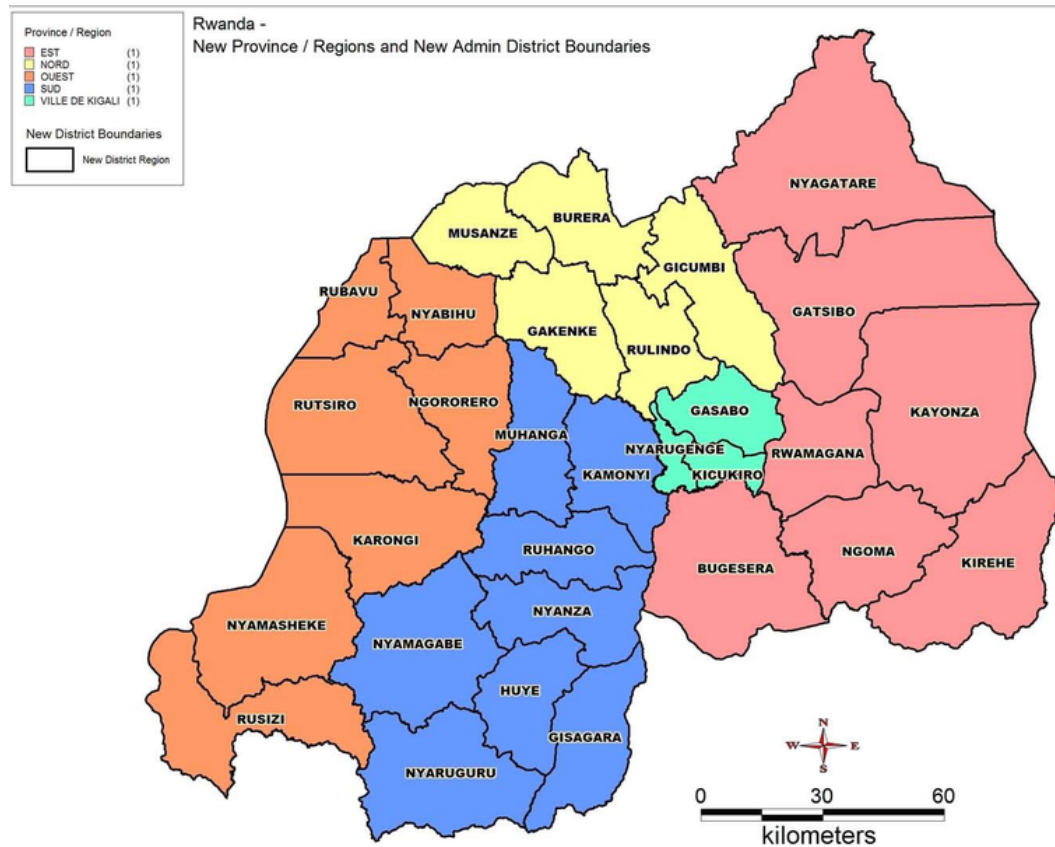 Rwanda -
New Province / Regions and New Admin District Boundaries
Province / Region
EST (1)
NORD (1)
OUEST (1)
SUD (1)
VILLE DE KIGALI (1)
New District Boundaries
New District Region
NYAGATARE
BURERA
MUSANZE
GICUMBI
RUBAVU
NYABIHU
GATSIBO
GAKENKE
RULINDO
RUTSIRO
NGORORERO
GASABO
KAYONZA
MUHANGA
NYARUGENGE
RWAMAGANA
KAMONYI
KICUKIRO
KARONGI
RUHANGO
NGOMA
KIREHE
BUGESERA
NYAMASHEKE
NYANZA
NYAMAGABE
HUYE
RUSIZI
GISAGARA
NYARUGURU
N
W E
S
0 30 60
kilometers